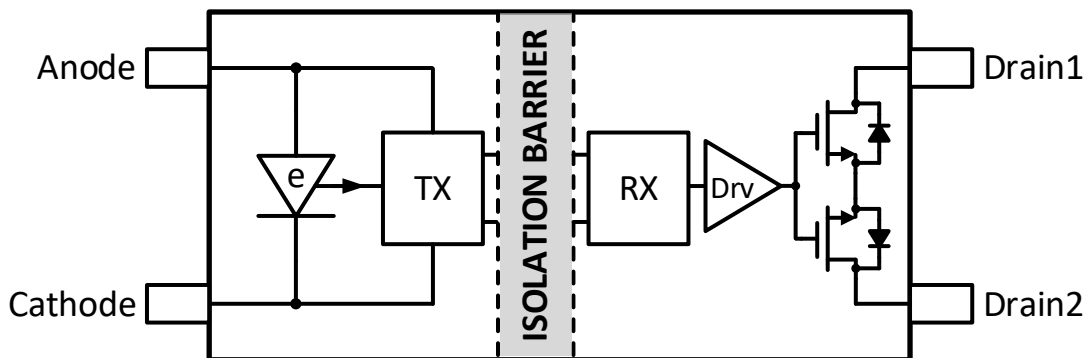 Anode
Cathode
e
TX
ISOLATION BARRIER
RX
Drv
Drain1
Drain2